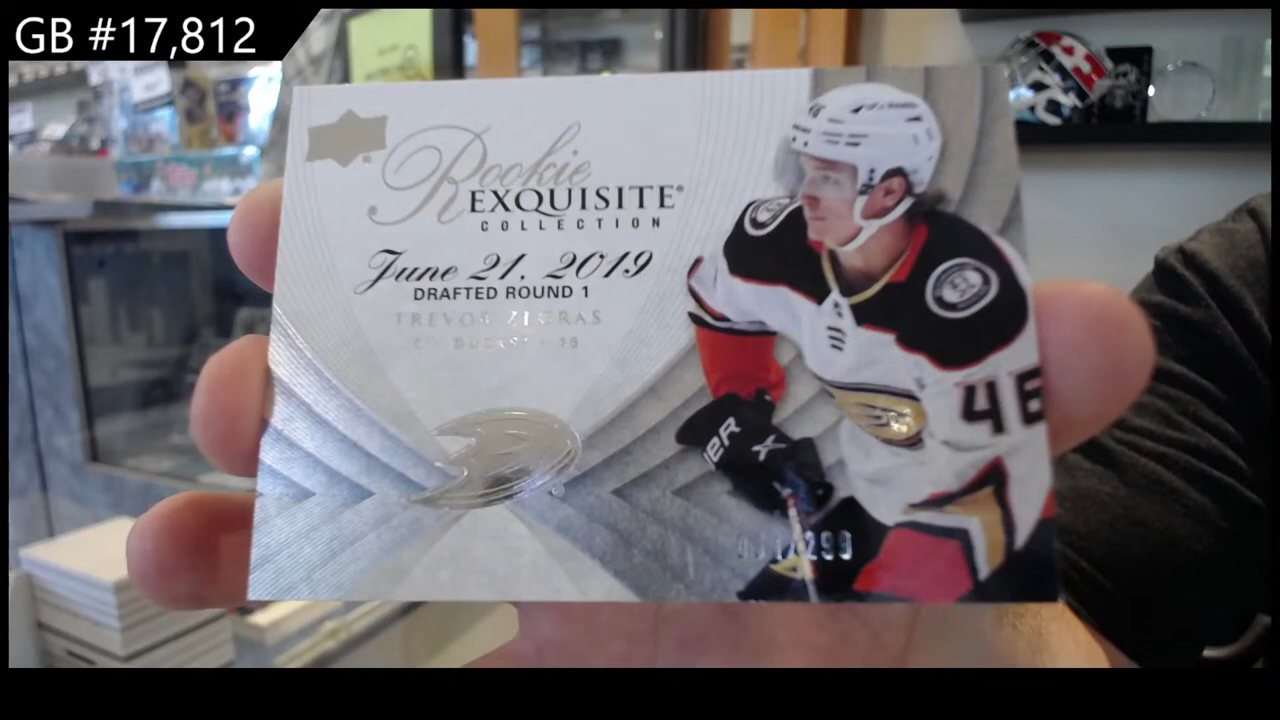 GB #17,812
Rookie
EXQUISITE®
COLLECTION
June 21, 2019
DRAFTED ROUND 1
TREVOR ZEGRAS
46